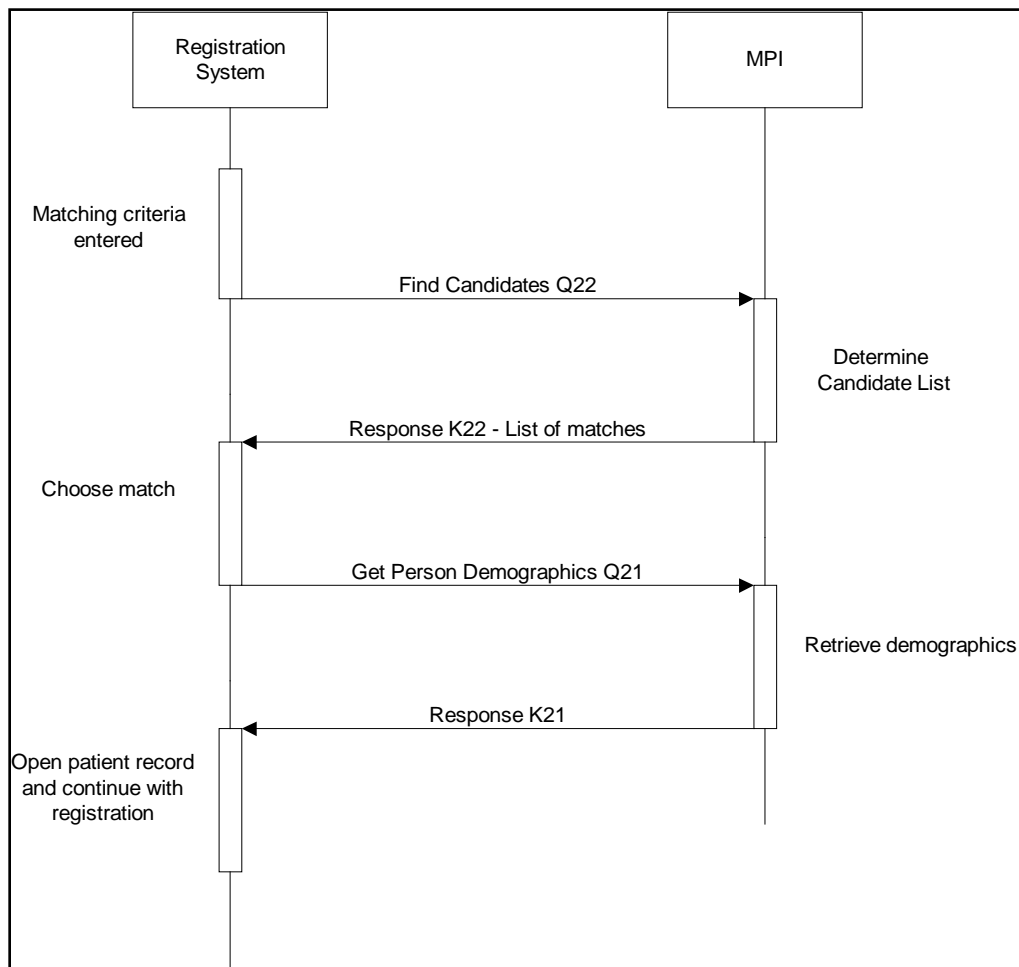 Registration
System
MPI
Matching criteria
entered
Find Candidates Q22
Determine
Candidate List
Response K22 - List of matches
Choose match
Get Person Demographics Q21
Retrieve demographics
Response K21
Open patient record
and continue with
registration